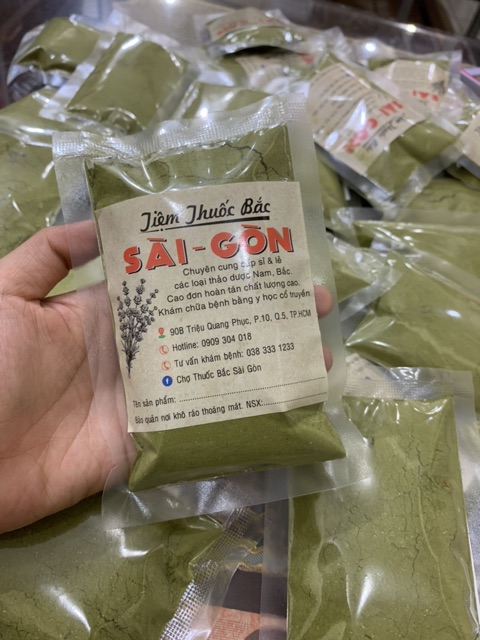 Tiệm Thuốc Bắc
SÀI-GÒN
Chuyên cung cấp sỉ & lẻ
các loại thảo dược Nam, Bắc.
Cao đơn hoàn tán chất lượng cao.
Khám chữa bệnh bằng y học cổ truyền
90B Triệu Quang Phục, P.10, Q.5, TP.HCM
Hotline: 0909 304 018
Tư vấn khám bệnh: 038 333 1233
Chợ Thuốc Bắc Sài Gòn
Tên sản phẩm:
Bảo quản nơi khô ráo thoáng mát. NSX:
SÀI-GÒN